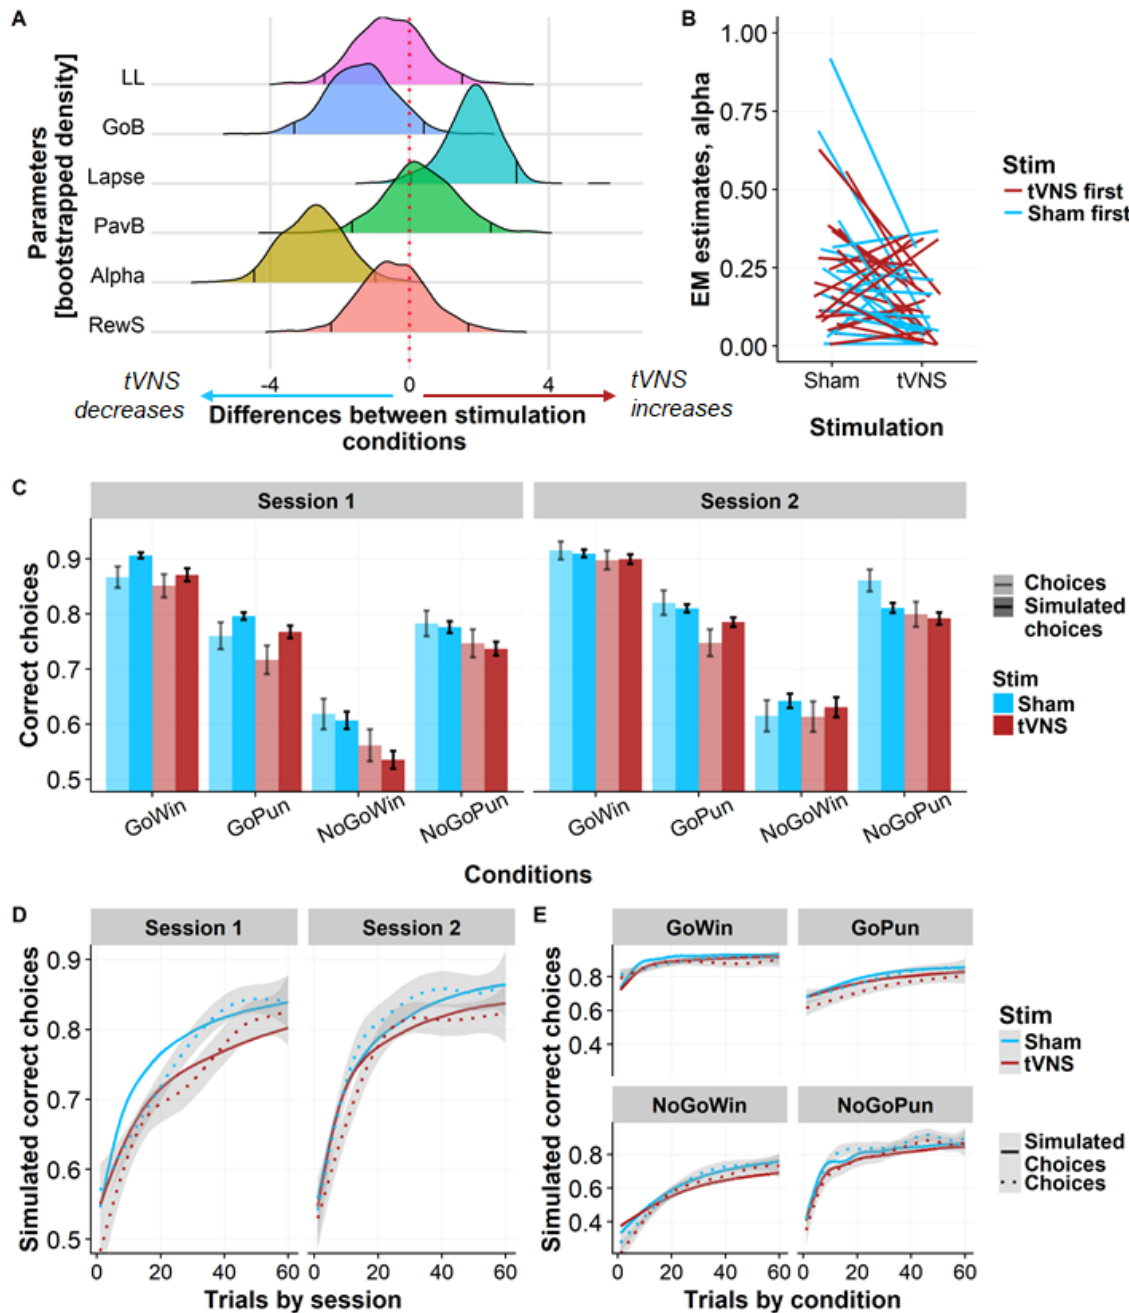 A
Parameters
[bootstrapped density]
LL
GoB
Lapse
PavB
Alpha
RewS
-4
0
4
tVNS
decreases
tVNS
increases
Differences between stimulation
conditions
B
EM estimates, alpha
1.00
0.75
0.50
0.25
0.00
Sham
tVNS
Stimulation
Stim
tVNS first
Sham first
C
Session 1
Session 2
Correct choices
0.9
0.8
0.7
0.6
0.5
GoWin
GoPun
NoGoWin
NoGoPun
GoWin
GoPun
NoGoWin
NoGoPun
Conditions
Choices
Simulated
choices
Stim
Sham
tVNS
D
Session 1
Session 2
Simulated correct choices
0.9
0.8
0.7
0.6
0.5
0
20
40
60
0
20
40
60
Trials by session
E
GoWin
GoPun
NoGoWin
NoGoPun
Simulated correct choices
0.8
0.6
0.4
0.8
0.6
0.4
0
20
40
60
0
20
40
60
Trials by condition
Stim
Sham
tVNS
Simulated
Choices
Choices